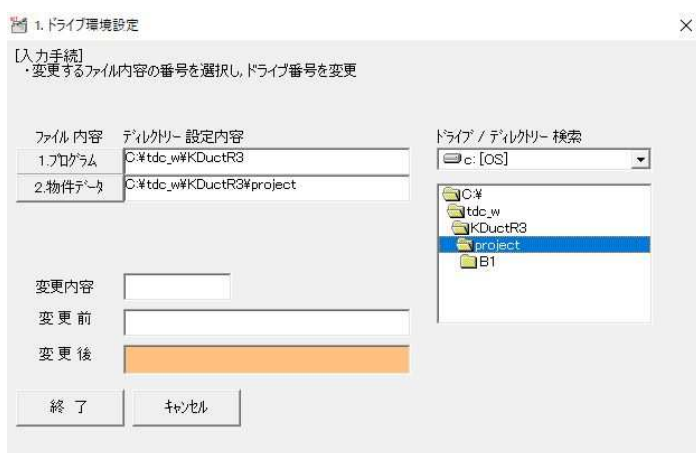 1. ドライブ環境設定
[入力手続]
・変更するファイル内容の番号を選択し,ドライブ番号を変更
ファイル 内容 ディレクトリー 設定内容 ドライブ / ディレクトリー 検索
1.プログラム C:¥tdc_w¥KDuctR3 c: [OS]
2.物件データ C:¥tdc_w¥KDuctR3¥project
C:¥
tdc_w
KDuctR3
project
B1
変更内容
変 更 前
変 更 後
終 了 キャンセル